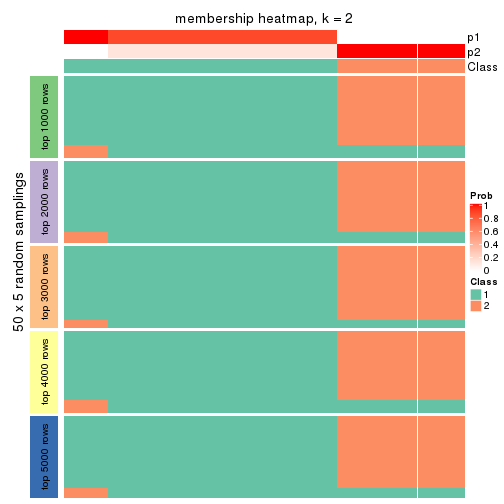 membership heatmap, k = 2
p1
p2
Class
50 x 5 random samplings
top 1000 rows
top 2000 rows
top 3000 rows
top 4000 rows
top 5000 rows
Prob
1
0.8
0.6
0.4
0.2
0
Class
1
2